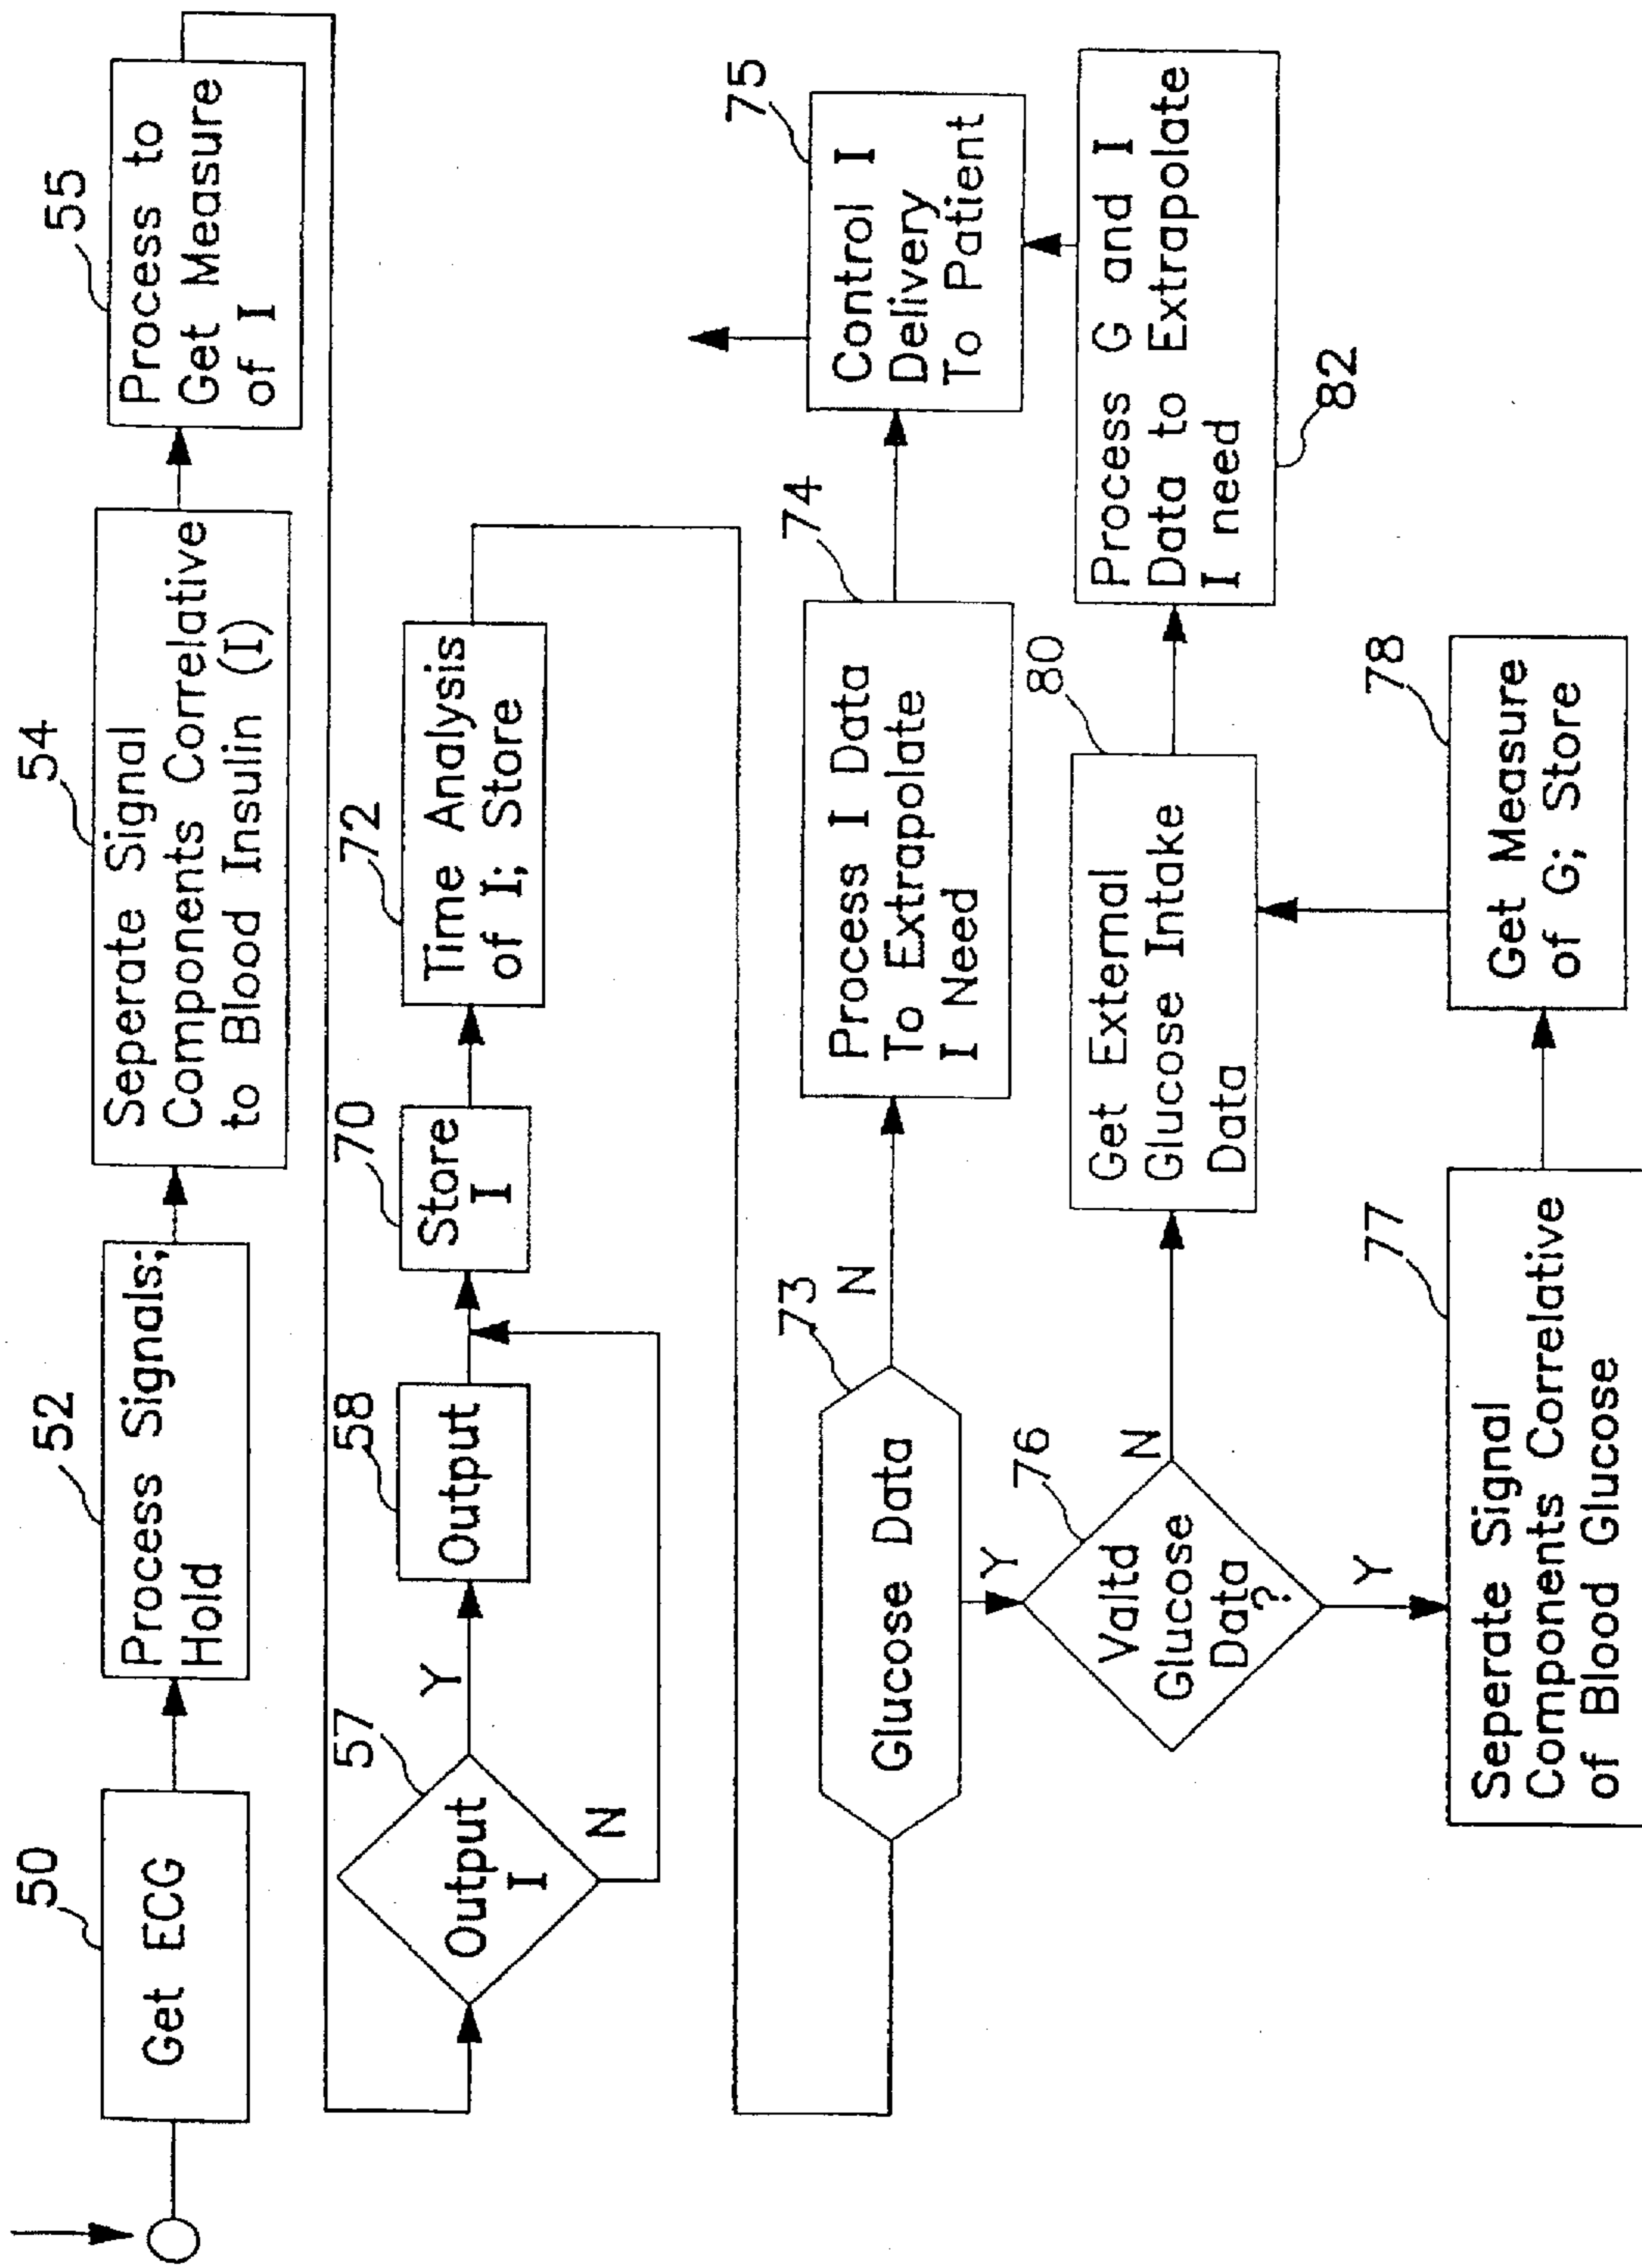 50
Get ECG
52
Process Signals;
Hold
54
Seperate Signal
Components Correlative
to Blood Insulin (I)
55
Process to
Get Measure
of I
57
Output
I
Y
N
58
Output
70
Store
I
72
Time Analysis
of I; Store
73
Glucose Data
N
Y
74
Process I Data
To Extrapolate
I Need
75
Control I
Delivery
To Patient
76
Valtd
Glucose
Data
?
N
Y
80
Get External
Glucose Intake
Data
82
Process G and I
Data to Extrapolate
I need
77
Seperate Signal
Components Correlative
of Blood Glucose
78
Get Measure
of G; Store